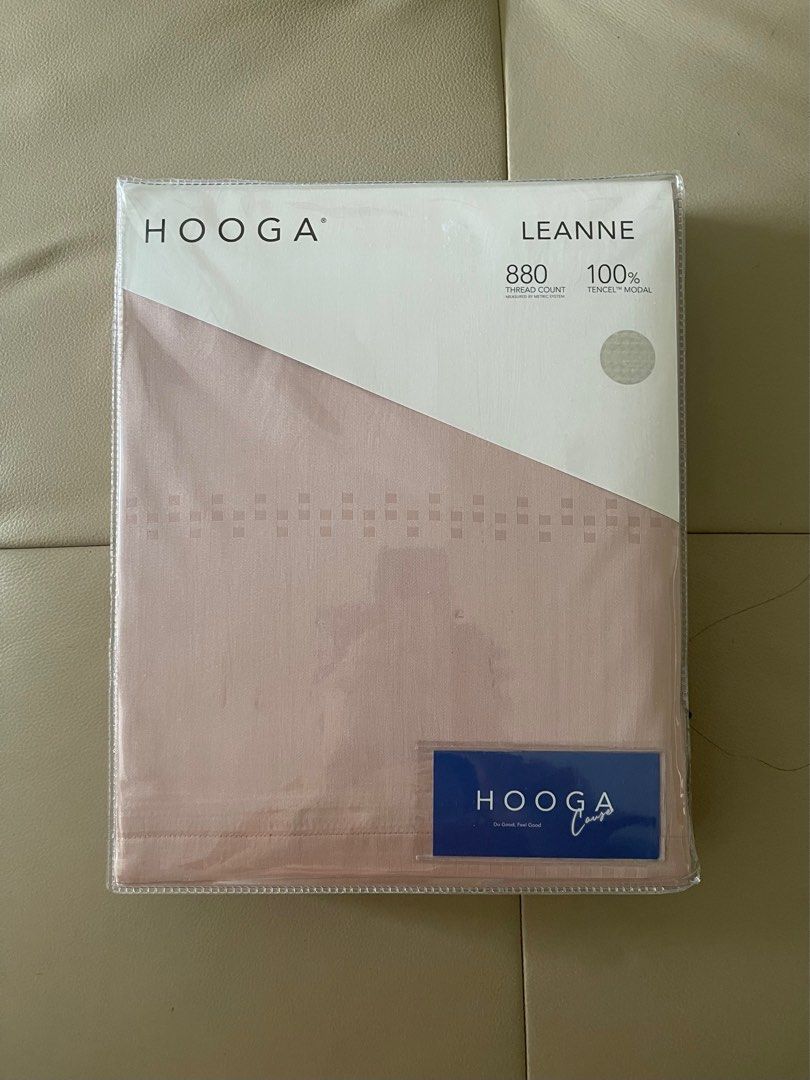 HOOGA®
LEANNE
880
THREAD COUNT
MEASURED BY METRIC SYSTEM
100%
TENCEL™ MODAL
HOOGA
Cause
Do Good, Feel Good